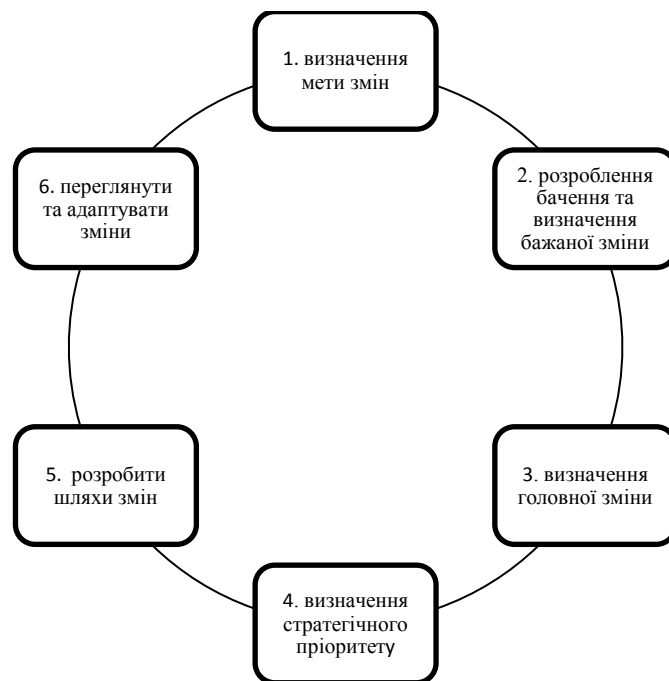 1. визначення
мети змін
2. розроблення
бачення та
визначення
бажаної зміни
3. визначення
головної зміни
4. визначення
стратегічного
пріоритету
5. розробити
шляхи змін
6. переглянути
та адаптувати
зміни